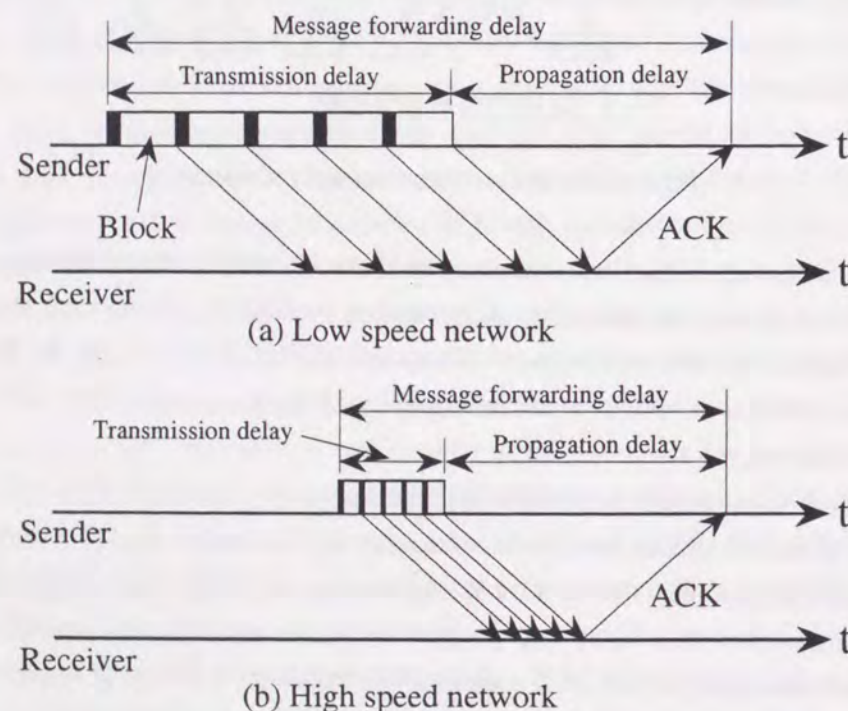 Message forwarding delay
Transmission delay Propagation delay
Sender t
Block ACK
Receiver t
(a) Low speed network
Message forwarding delay
Transmission delay
Propagation delay
Sender t
ACK
Receiver t
(b) High speed network